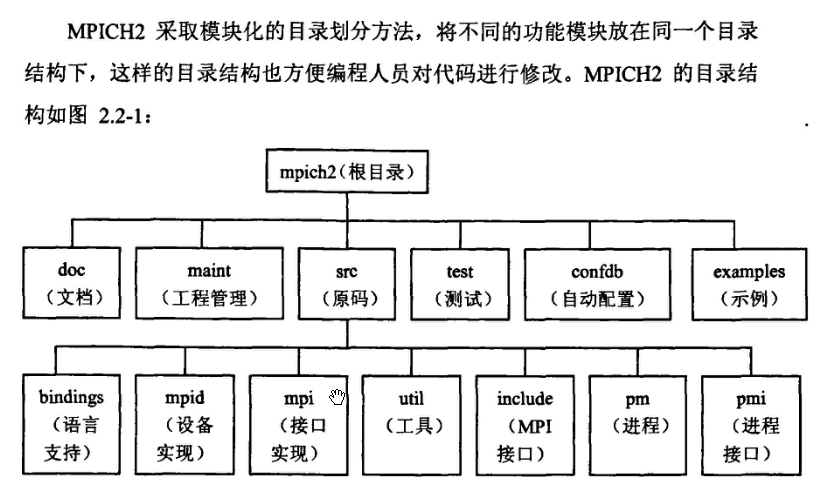 MPICH2 采取模块化的目录划分方法，将不同的功能模块放在同一个目录
结构下，这样的目录结构也方便编程人员对代码进行修改。MPICH2 的目录结
构如图 2.2-1：
mpich2（根目录）
doc
（文档）
maint
（工程管理）
src
（原码）
test
（测试）
confdb
（自动配置）
examples
（示例）
bindings
（语言
支持）
mpid
（设备
实现）
mpi
（接口
实现）
util
（工具）
include
（MPI
接口）
pm
（进程）
pmi
（进程
接口）